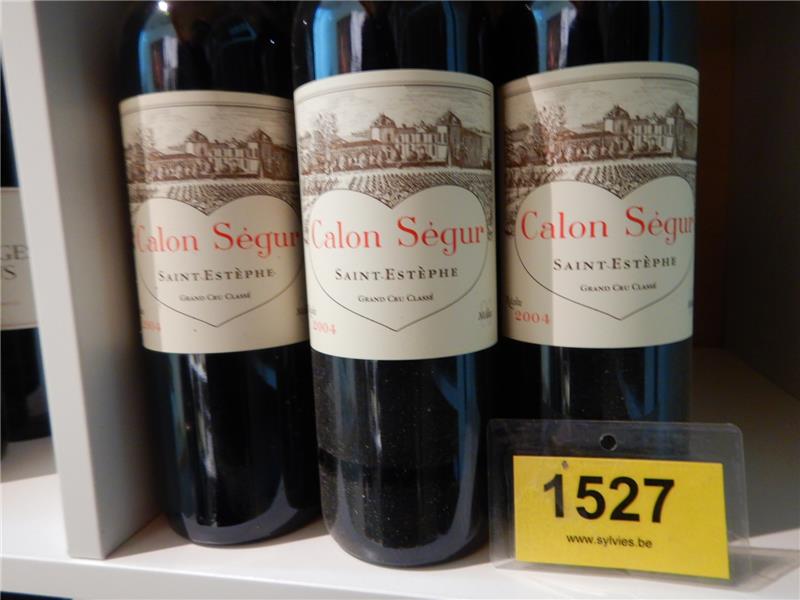 GE
S
Calon Ségur
SAINT-ESTÈPHE
GRAND CRU CLASSÉ
2004
Calon Ségur
SAINT-ESTÈPHE
GRAND CRU CLASSÉ
2004
Calon Ségur
SAINT-ESTÈPHE
GRAND CRU CLASSÉ
2004
1527
www.sylvies.be